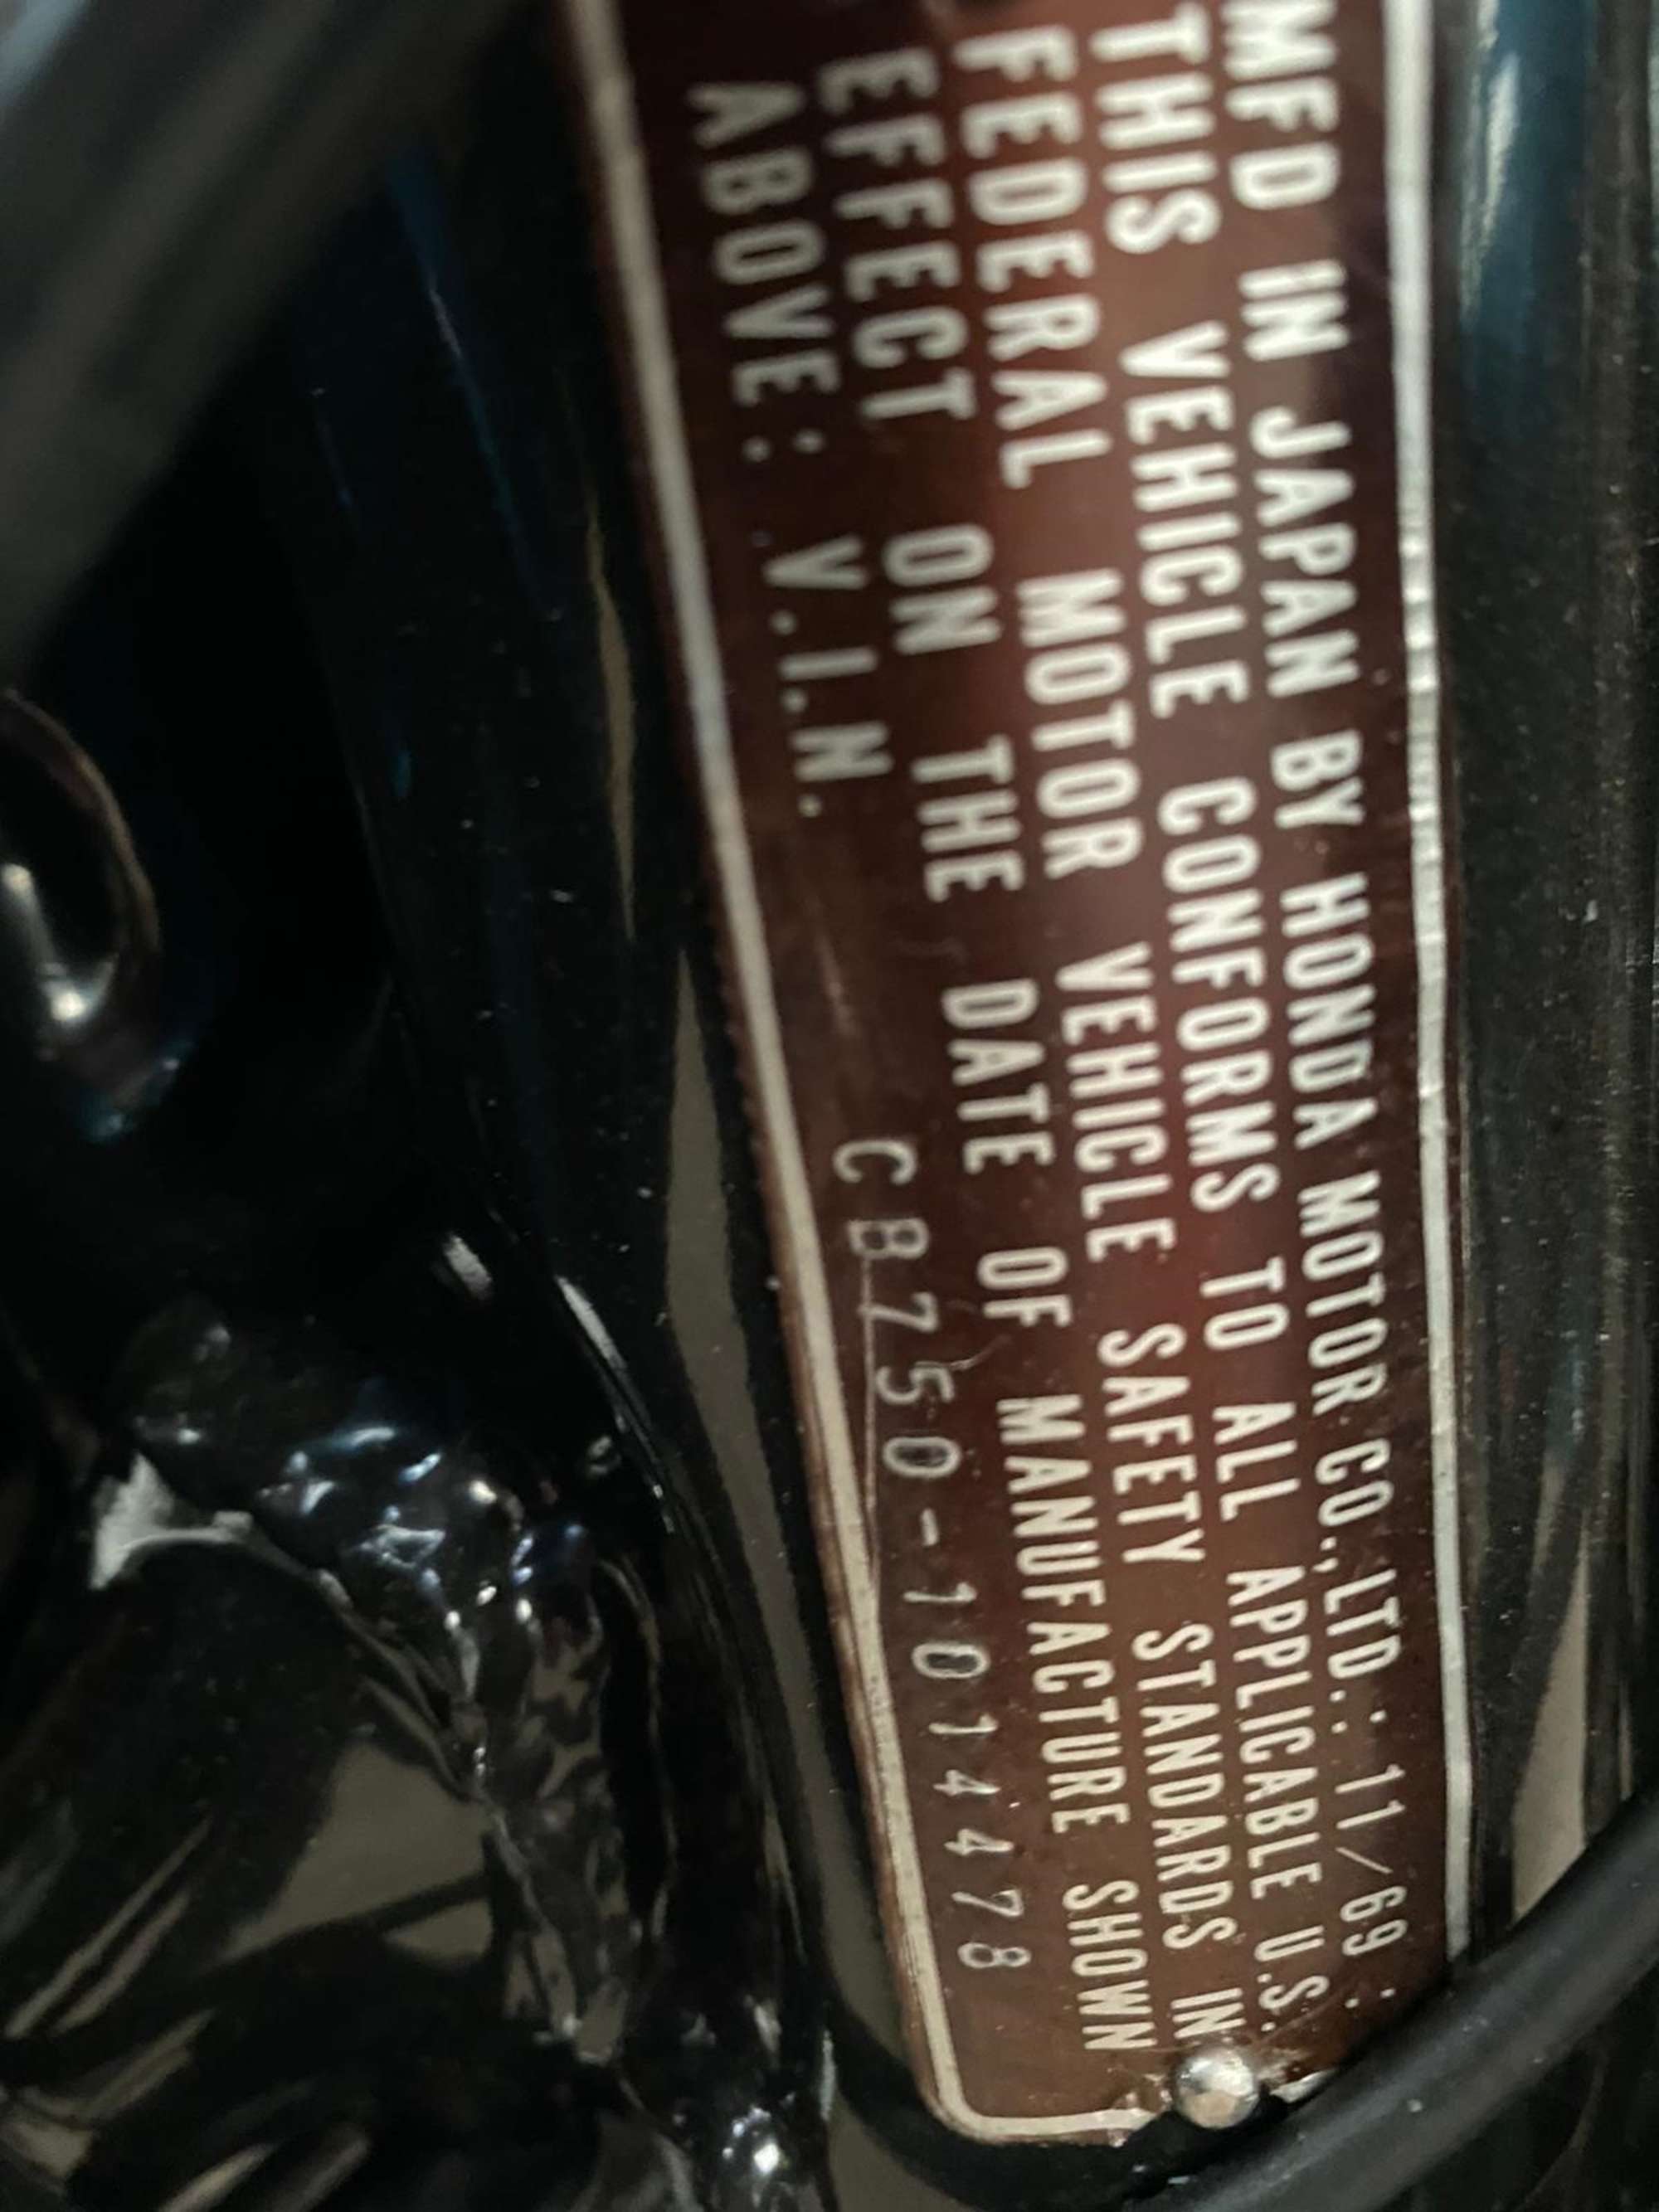 MFD IN JAPAN BY HONDA MOTOR CO., LTD.: 11/69 :
THIS VEHICLE CONFORMS TO ALL APPLICABLE U.S.
FEDERAL MOTOR VEHICLE SAFETY STANDARDS IN
EFFECT ON THE DATE OF MANUFACTURE SHOWN
ABOVE: V.I.N. CB750-1014478